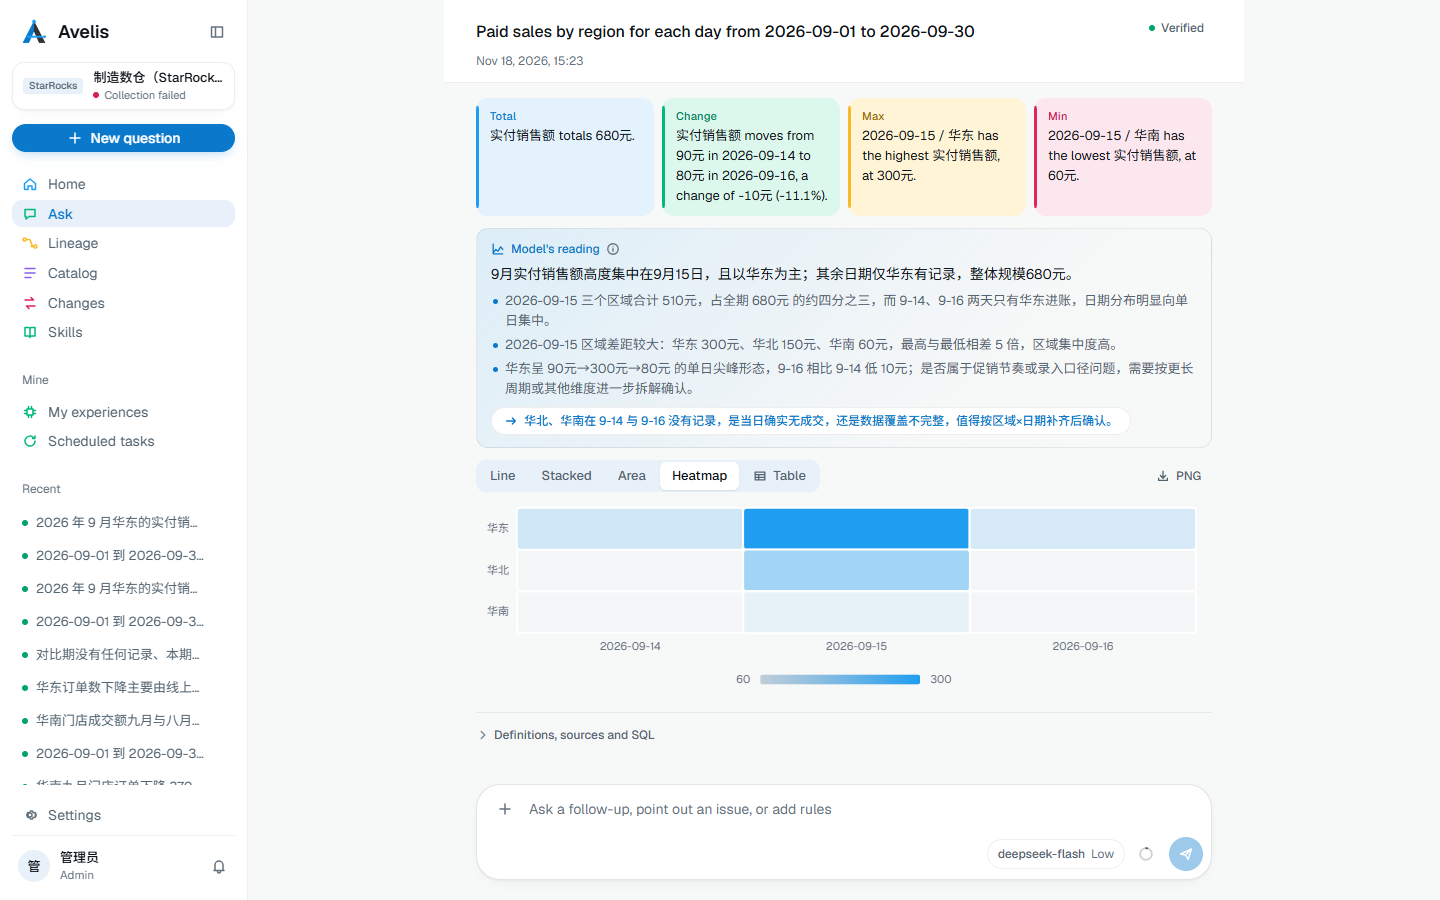 Avelis
StarRocks
制造数仓（StarRock...
Collection failed
New question
Home
Ask
Lineage
Catalog
Changes
Skills
Mine
My experiences
Scheduled tasks
Recent
2026 年 9 月华东的实付销...
2026-09-01 到 2026-09-3...
2026 年 9 月华东的实付销...
2026-09-01 到 2026-09-3...
对比期没有任何记录、本期...
华东订单数下降主要由线上...
华南门店成交额九月与八月...
2026-09-01 到 2026-09-3...
Settings
管
管理员
Admin
Paid sales by region for each day from 2026-09-01 to 2026-09-30
Verified
Nov 18, 2026, 15:23
Total
实付销售额 totals 680元.
Change
实付销售额 moves from
90元 in 2026-09-14 to
80元 in 2026-09-16, a
change of -10元 (-11.1%).
Max
2026-09-15 / 华东 has
the highest 实付销售额,
at 300元.
Min
2026-09-15 / 华南 has
the lowest 实付销售额, at
60元.
Model's reading
9月实付销售额高度集中在9月15日，且以华东为主；其余日期仅华东有记录，整体规模680元。
2026-09-15 三个区域合计 510元，占全期 680元 的约四分之三，而 9-14、9-16 两天只有华东进账，日期分布明显向单
日集中。
2026-09-15 区域差距较大：华东 300元、华北 150元、华南 60元，最高与最低相差 5 倍，区域集中度高。
华东呈 90元→300元→80元 的单日尖峰形态，9-16 相比 9-14 低 10元；是否属于促销节奏或录入口径问题，需要按更长
周期或其他维度进一步拆解确认。
→ 华北、华南在 9-14 与 9-16 没有记录，是当日确实无成交，还是数据覆盖不完整，值得按区域×日期补齐后确认。
Line
Stacked
Area
Heatmap
Table
PNG
华东
华北
华南
2026-09-14
2026-09-15
2026-09-16
60
300
Definitions, sources and SQL
Ask a follow-up, point out an issue, or add rules
deepseek-flash Low